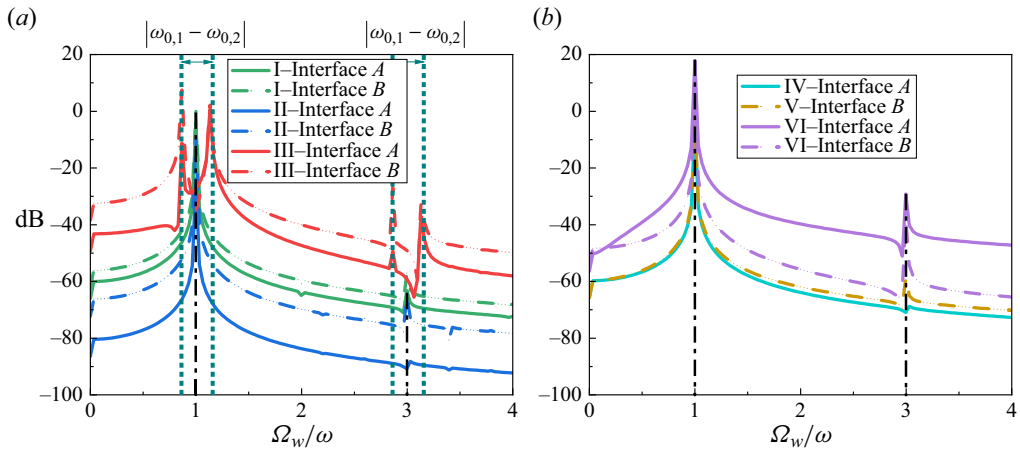 (a)
|ω0,1 − ω0,2| |ω0,1 − ω0,2|
20
0
−20
−40
−60
−80
−100
dB
I–Interface A
I–Interface B
II–Interface A
II–Interface B
III–Interface A
III–Interface B
0 1 2 3 4
Ωw/ω
(b)
20
0
−20
−40
−60
−80
−100
IV–Interface A
V–Interface B
VI–Interface A
VI–Interface B
0 1 2 3 4
Ωw/ω